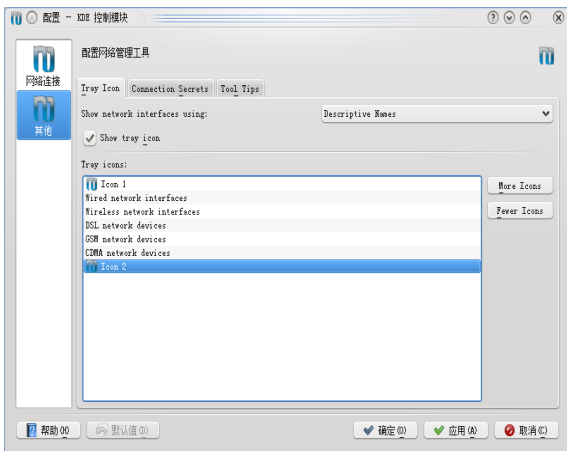 配置 - KDE 控制模块
网络连接
其他
配置网络管理工具
Tray Icon Connection Secrets Tool Tips
Show network interfaces using: Descriptive Names
Show tray icon
Tray icons:
Icon 1
Wired network interfaces
Wireless network interfaces
DSL network devices
GSM network devices
CDMA network devices
Icon 2
More Icons
Fewer Icons
帮助(H) 默认值(D) 确定(O) 应用(A) 取消(C)